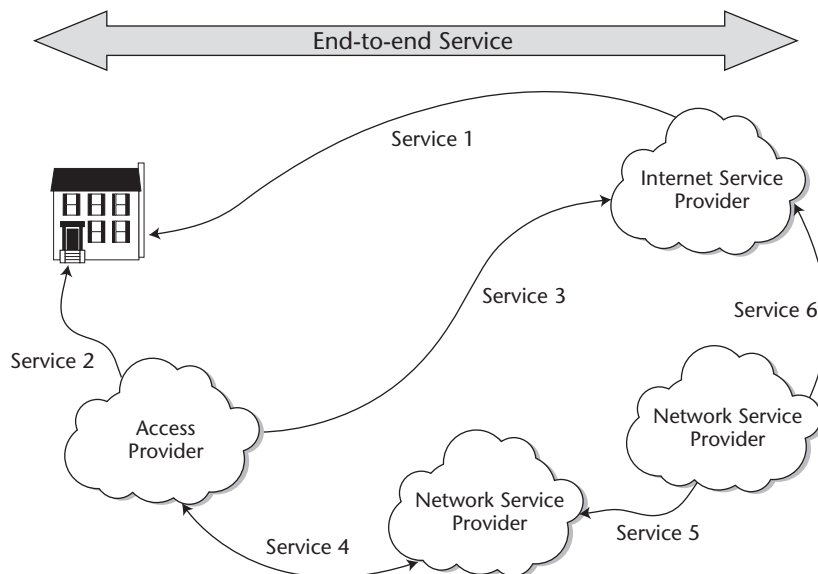 End-to-end Service
Service 1
Internet Service
Provider
Service 3
Service 6
Service 2
Access
Provider
Network Service
Provider
Network Service
Provider
Service 4
Service 5